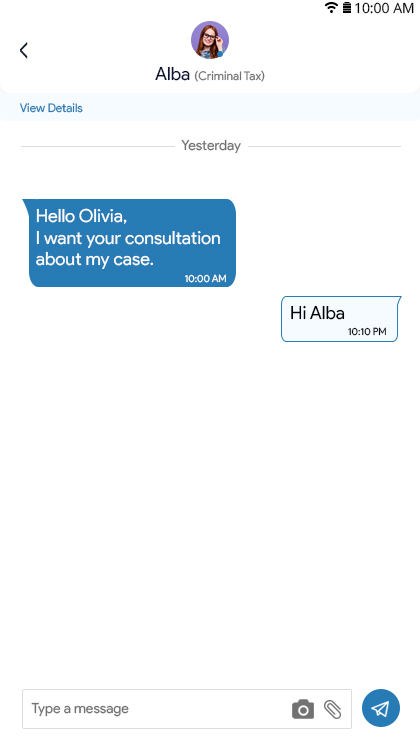 10:00 AM
Alba (Criminal Tax)
View Details
Yesterday
Hello Olivia,
I want your consultation
about my case.
10:00 AM
Hi Alba
10:10 PM
Type a message